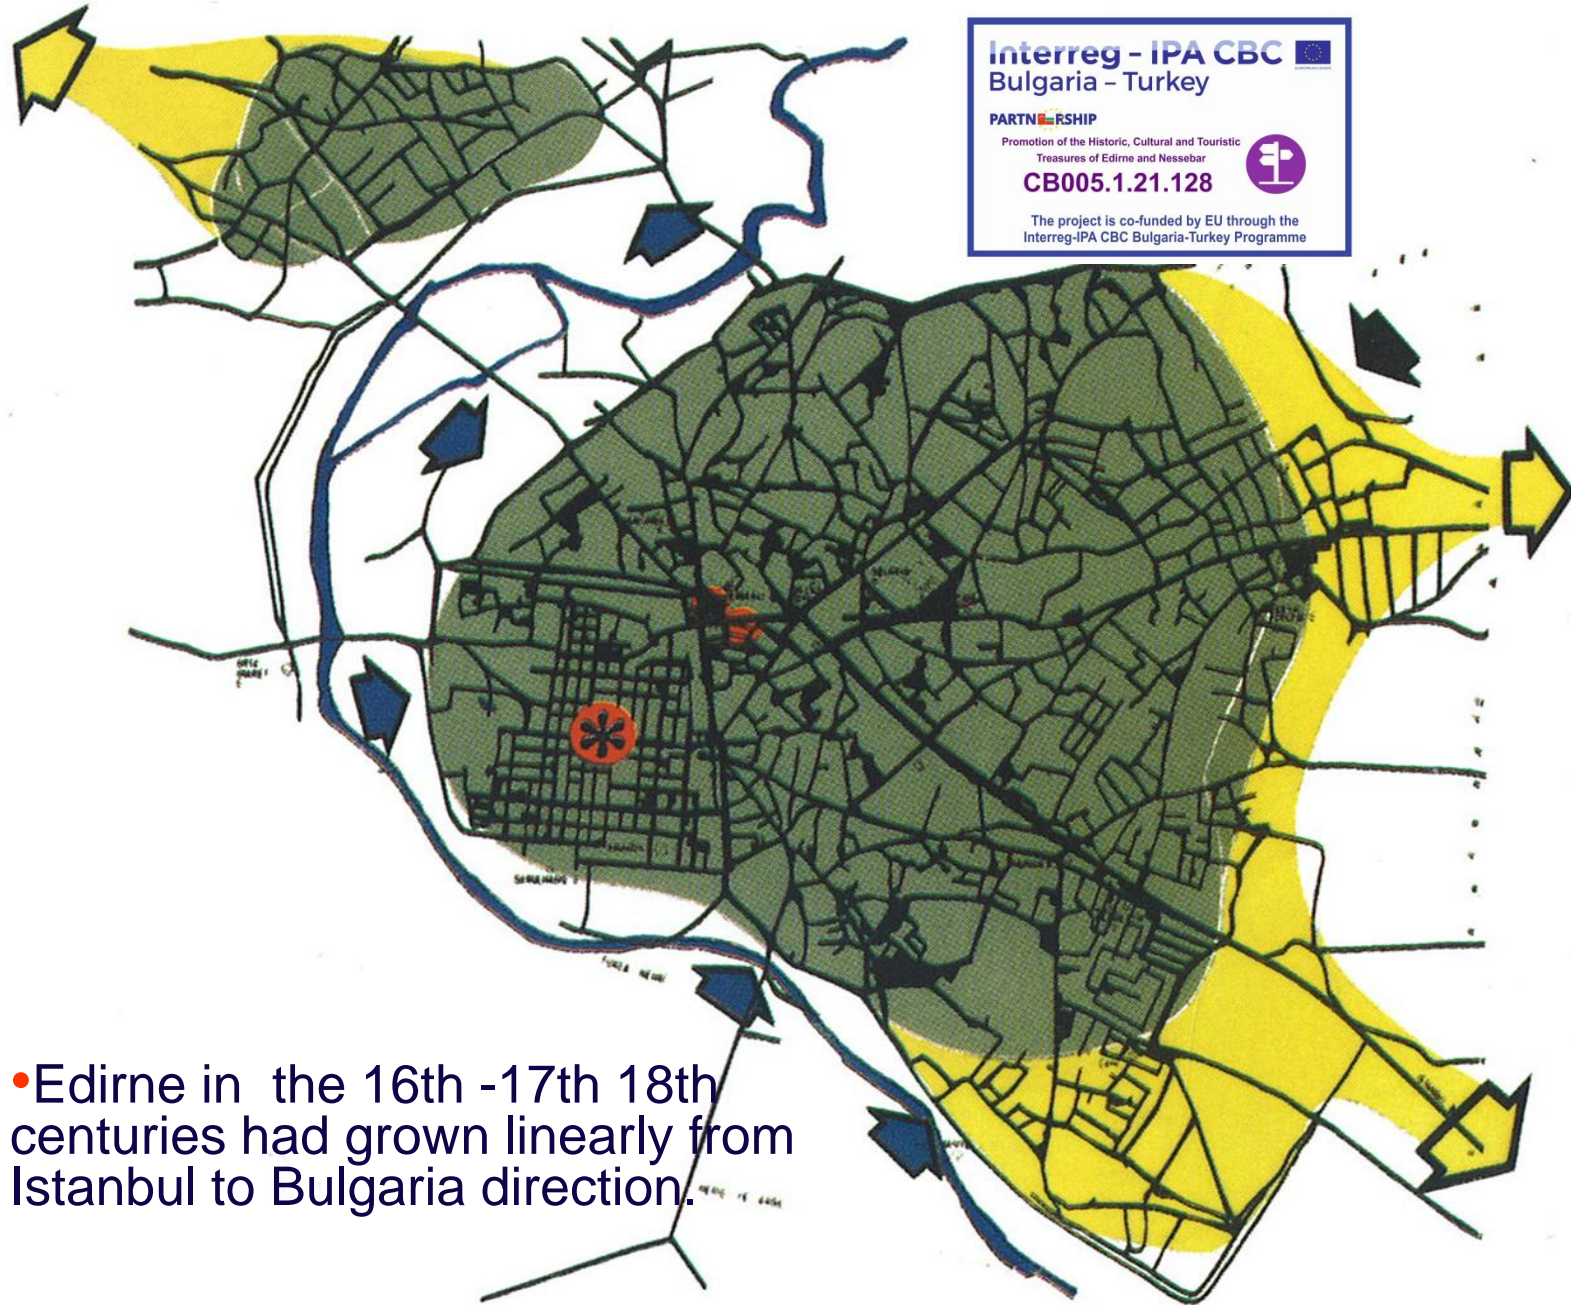 Interreg - IPA CBC
EUROPEAN UNION
Bulgaria – Turkey
PARTNERSHIP
Promotion of the Historic, Cultural and Touristic
Treasures of Edirne and Nessebar
CB005.1.21.128
The project is co-funded by EU through the
Interreg-IPA CBC Bulgaria-Turkey Programme
•Edirne in  the 16th -17th 18th
centuries had grown linearly from
Istanbul to Bulgaria direction.